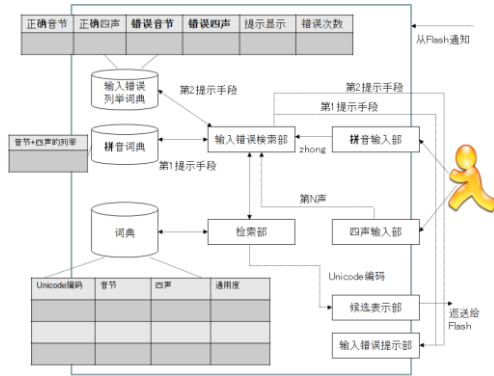 正确音节 正确四声 错误音节 错误四声 提示显示 错误次数
从Flash通知
输入错误
列举词典
第2提示手段
第2提示手段
第1提示手段
音节+四声的列举
拼音词典
输入错误检索部
拼音输入部
zhong
第1提示手段
第N声
词典
检索部
四声输入部
Unicode编码
Unicode编码 音节 四声 通用度
候选表示部
返送给
Flash
输入错误提示部